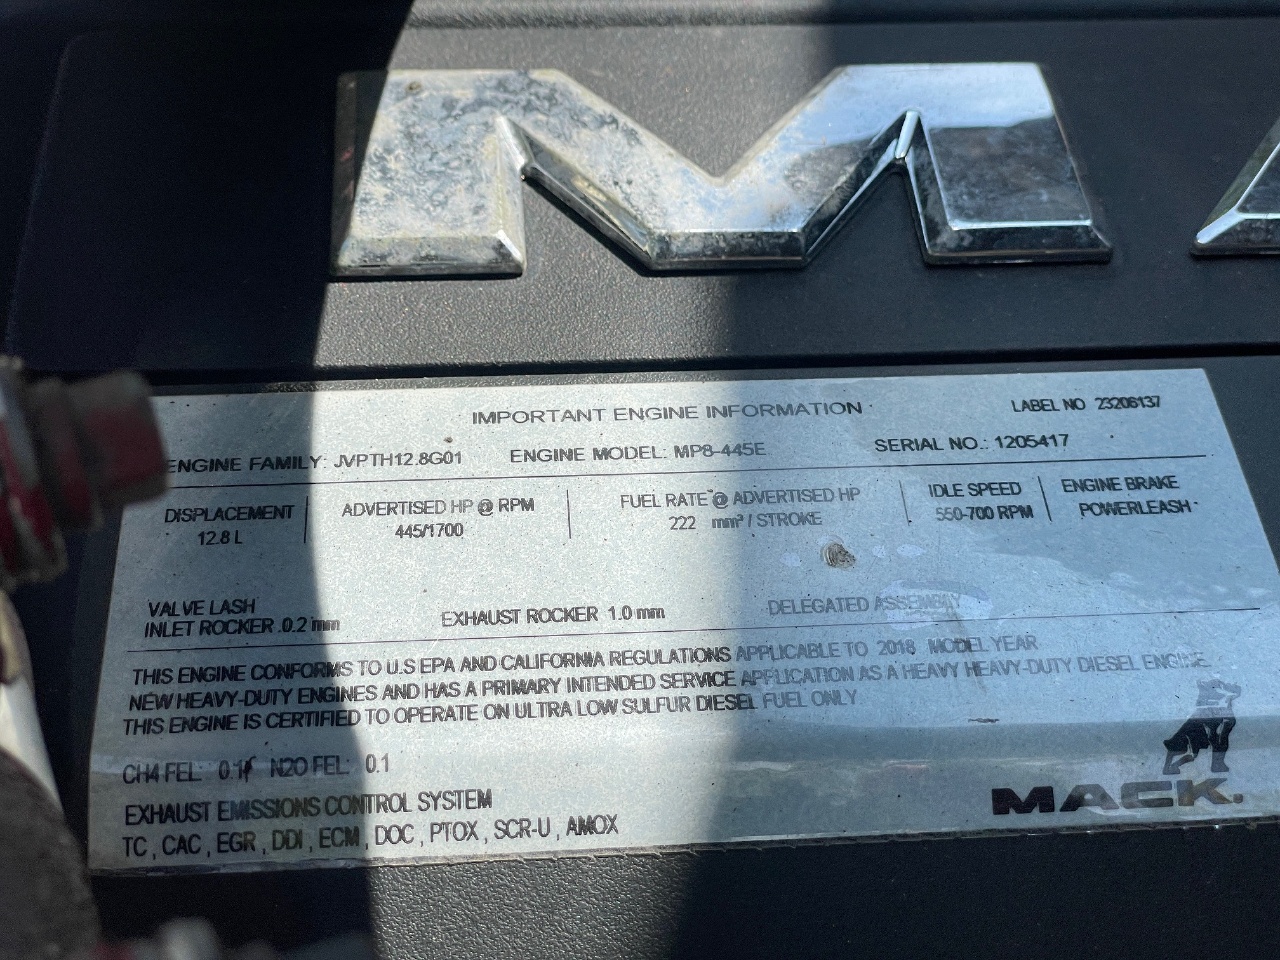 M
IMPORTANT ENGINE INFORMATION
LABEL NO 23206137
ENGINE FAMILY: JVPTH12.8G01 ENGINE MODEL: MP8-445E SERIAL NO.: 1205417
DISPLACEMENT ADVERTISED HP @ RPM FUEL RATE @ ADVERTISED HP IDLE SPEED ENGINE BRAKE
12.8 L 445/1700 222 mm³ / STROKE 550-700 RPM POWERLEASH
VALVE LASH
INLET ROCKER .0.2 mm EXHAUST ROCKER 1.0 mm DELEGATED ASSEMBLY
THIS ENGINE CONFORMS TO U.S EPA AND CALIFORNIA REGULATIONS APPLICABLE TO 2018 MODEL YEAR
NEW HEAVY-DUTY ENGINES AND HAS A PRIMARY INTENDED SERVICE APPLICATION AS A HEAVY HEAVY-DUTY DIESEL ENGINE.
THIS ENGINE IS CERTIFIED TO OPERATE ON ULTRA LOW SULFUR DIESEL FUEL ONLY
CH4 FEL: 0.1 N2O FEL: 0.1
EXHAUST EMISSIONS CONTROL SYSTEM
TC , CAC , EGR , DDI , ECM , DOC , PTOX , SCR-U , AMOX
MACK.